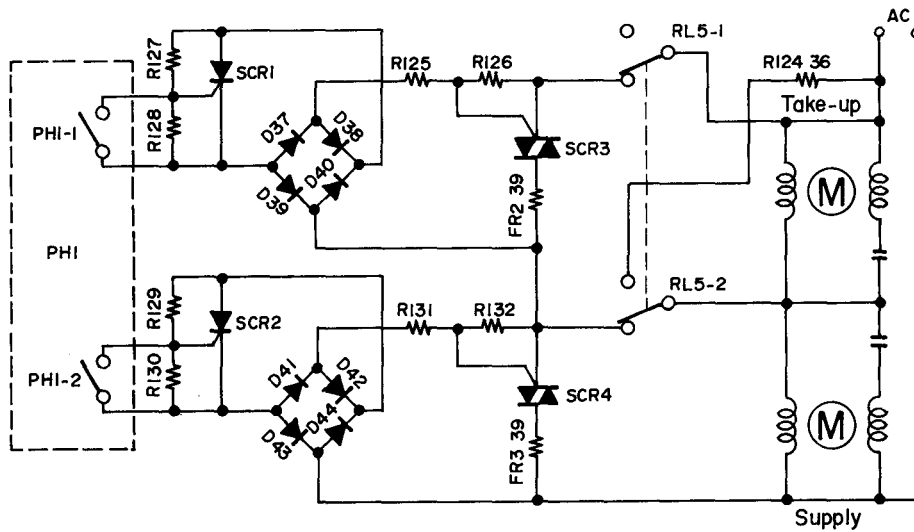 AC
RL5-1
R127
SCR1
R125
R126
R124 36
Take-up
PH1-1
R128
D37
D38
SCR3
D39
D40
FR2 39
M
PH1
RL5-2
R129
SCR2
R131
R132
PH1-2
R130
D41
D42
SCR4
D43
D44
FR3 39
M
Supply